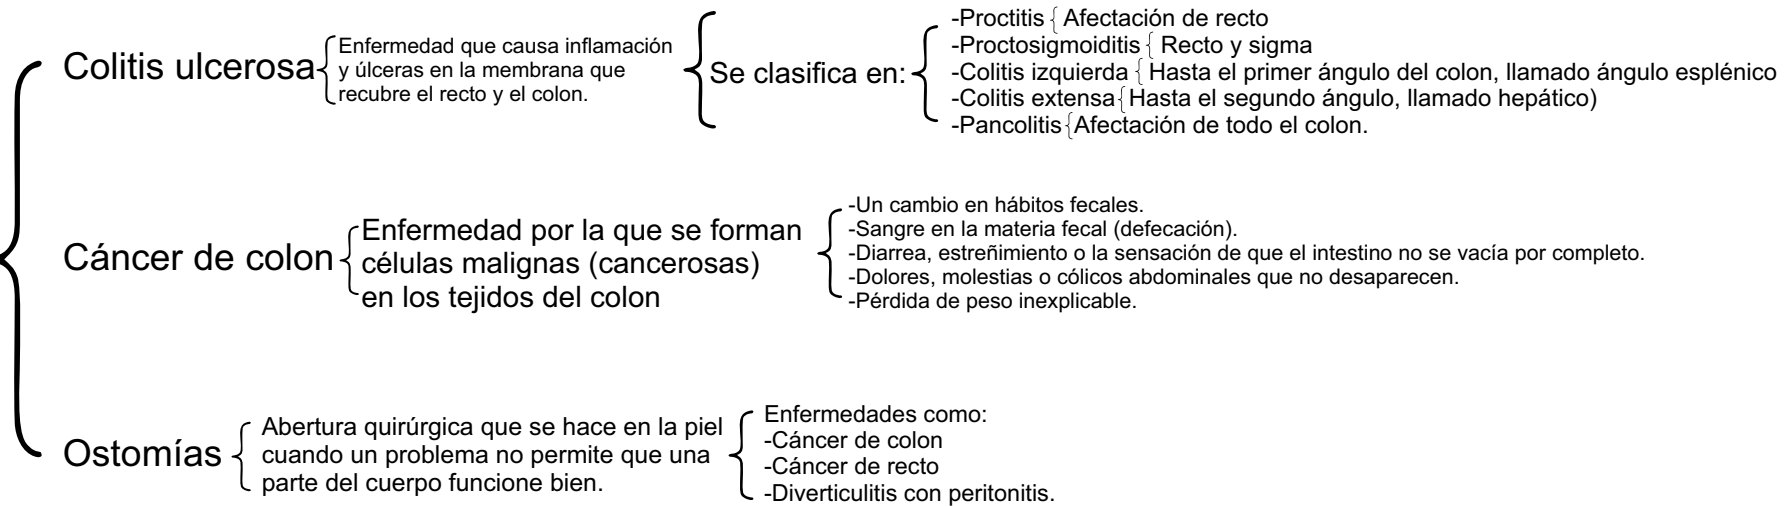 Colitis ulcerosa
Enfermedad que causa inflamación
y úlceras en la membrana que
recubre el recto y el colon.
Se clasifica en:
-Proctitis { Afectación de recto
-Proctosigmoiditis { Recto y sigma
-Colitis izquierda { Hasta el primer ángulo del colon, llamado ángulo esplénico
-Colitis extensa {Hasta el segundo ángulo, llamado hepático)
-Pancolitis {Afectación de todo el colon.
Cáncer de colon
Enfermedad por la que se forman
células malignas (cancerosas)
en los tejidos del colon
-Un cambio en hábitos fecales.
-Sangre en la materia fecal (defecación).
-Diarrea, estreñimiento o la sensación de que el intestino no se vacía por completo.
-Dolores, molestias o cólicos abdominales que no desaparecen.
-Pérdida de peso inexplicable.
Ostomías
Abertura quirúrgica que se hace en la piel
cuando un problema no permite que una
parte del cuerpo funcione bien.
Enfermedades como:
-Cáncer de colon
-Cáncer de recto
-Diverticulitis con peritonitis.